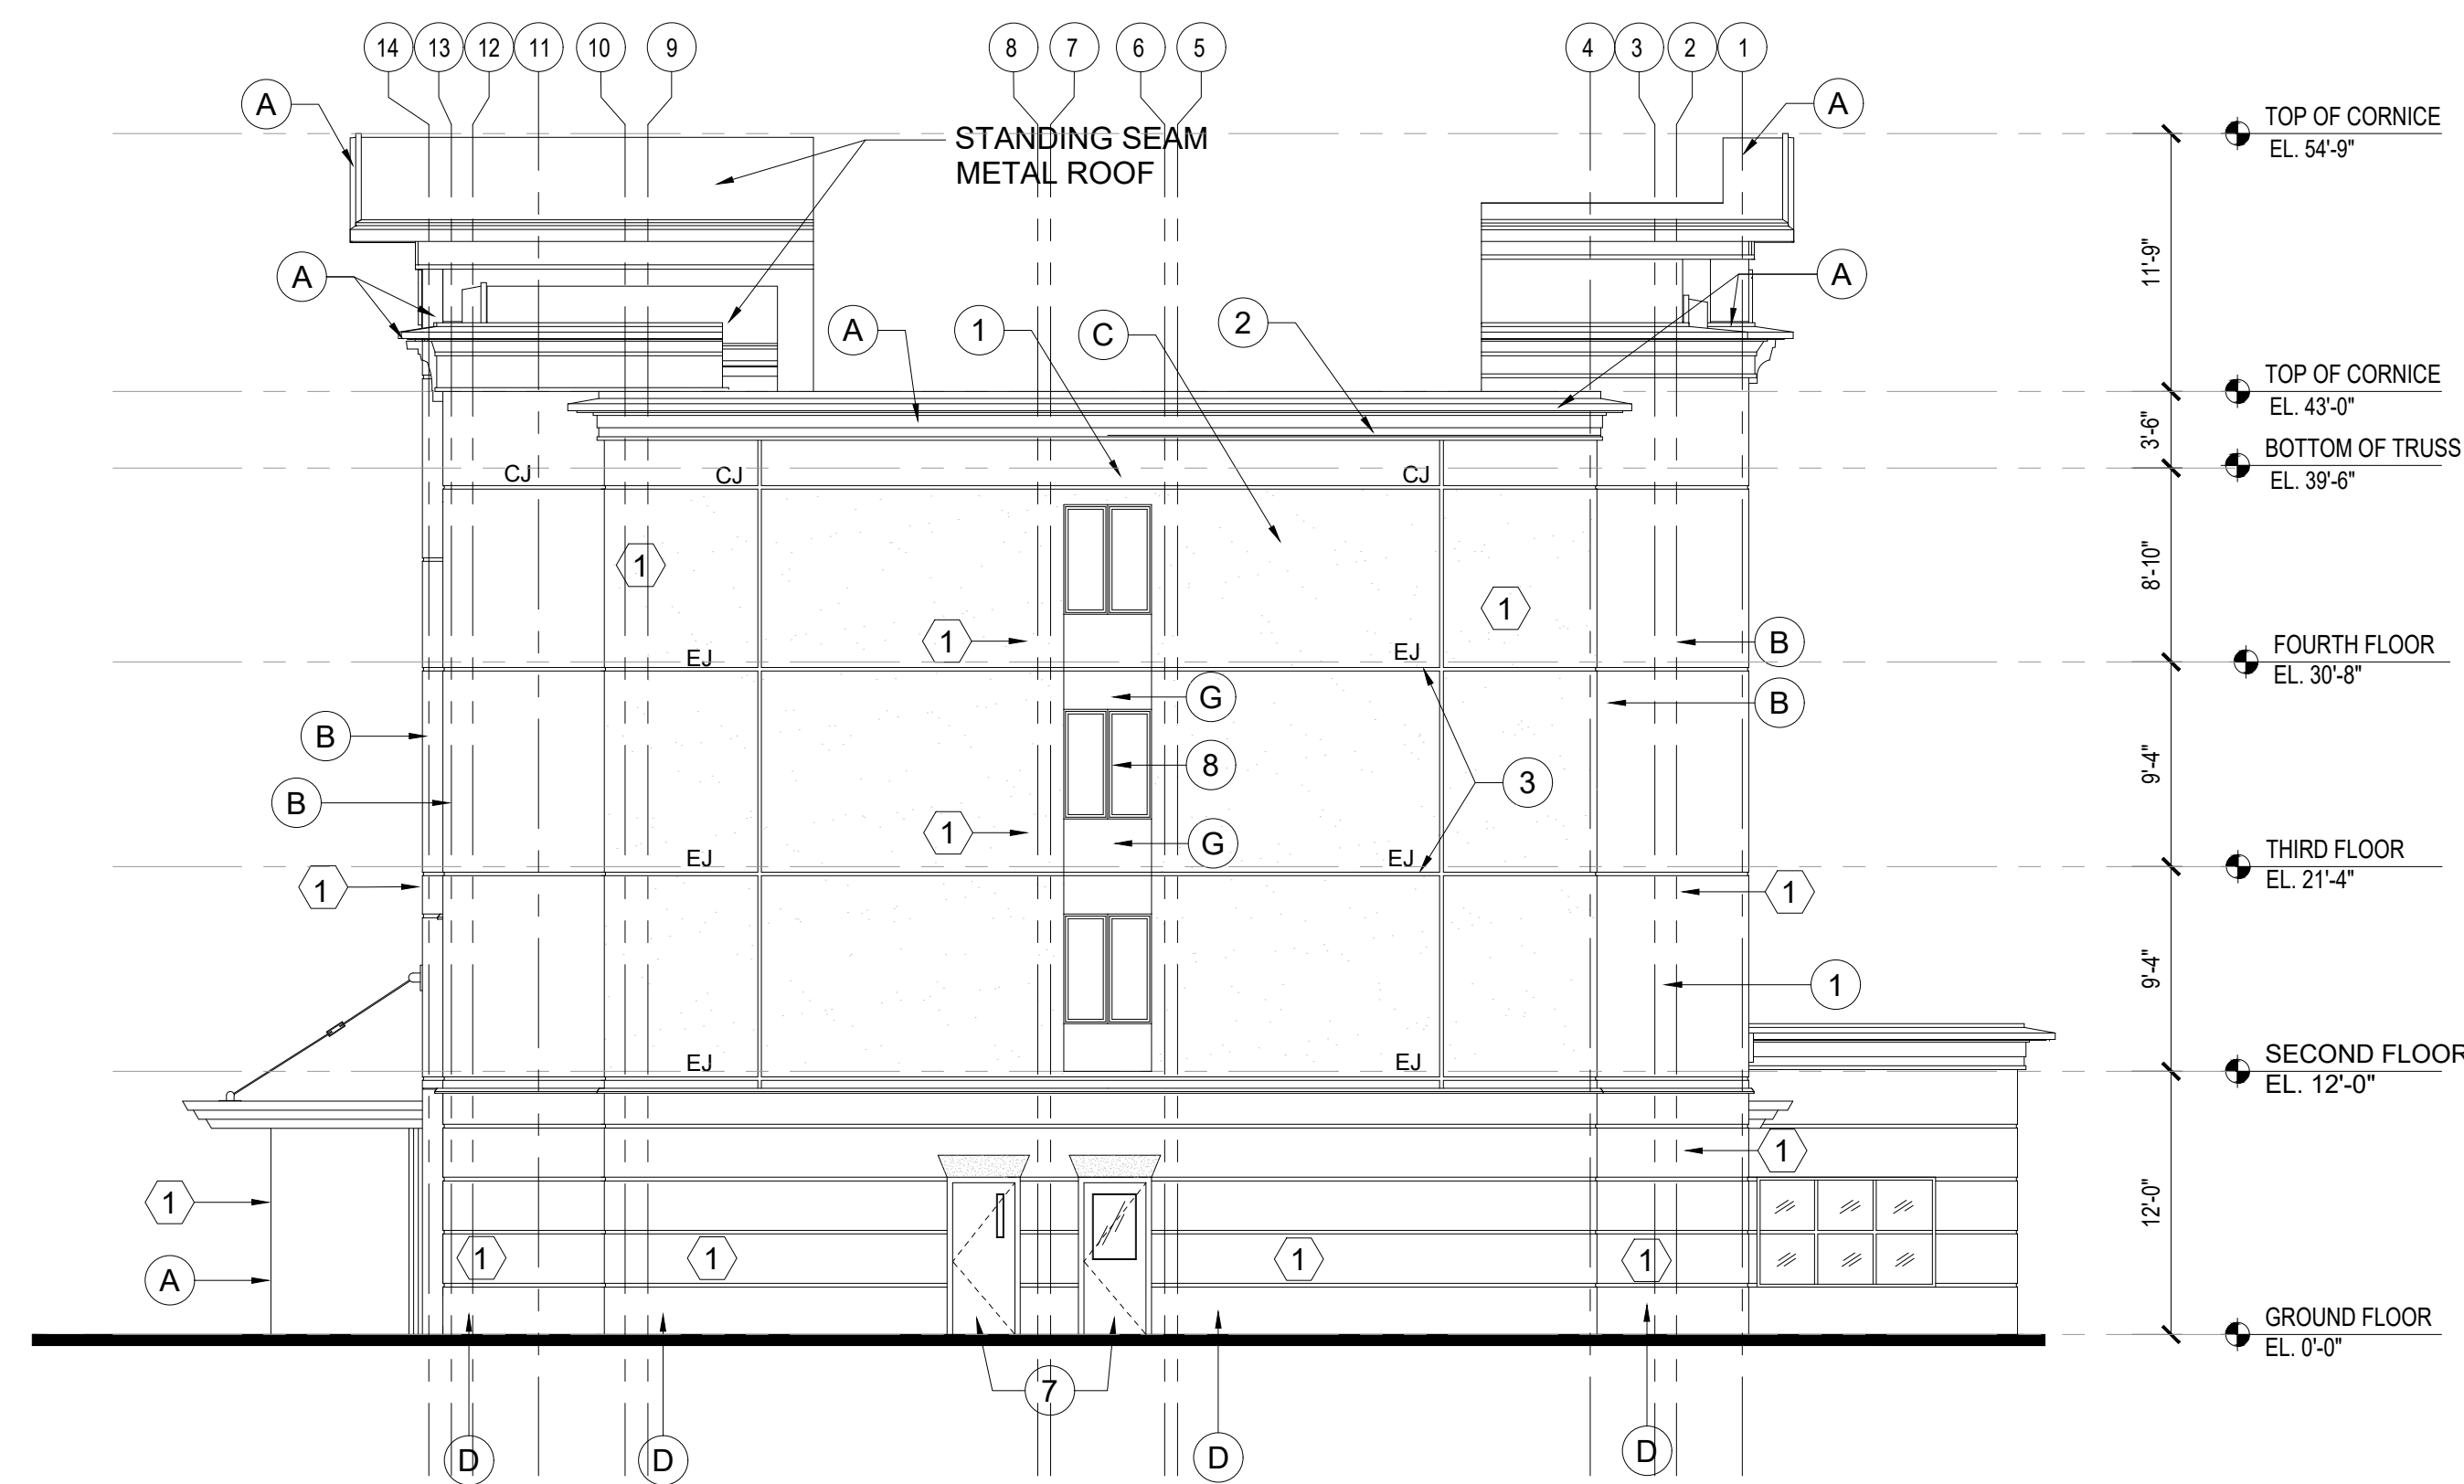 14 13 12 11 10 9 8 7 6 5 4 3 2 1
A
A
TOP OF CORNICE
EL. 54'-9"
STANDING SEAM
METAL ROOF
11'-9"
A
A
A 1 C 2
TOP OF CORNICE
EL. 43'-0"
3'-6"
BOTTOM OF TRUSS
EL. 39'-6"
CJ CJ CJ
1
8'-10"
1
1
B
FOURTH FLOOR
EL. 30'-8"
EJ EJ
G
B
B
8
3
9'-4"
B
1
G
THIRD FLOOR
EL. 21'-4"
EJ EJ
1
1
9'-4"
1
SECOND FLOOR
EL. 12'-0"
EJ EJ
1
1
12'-0"
1 1 1 1
A
GROUND FLOOR
EL. 0'-0"
7
D D D D